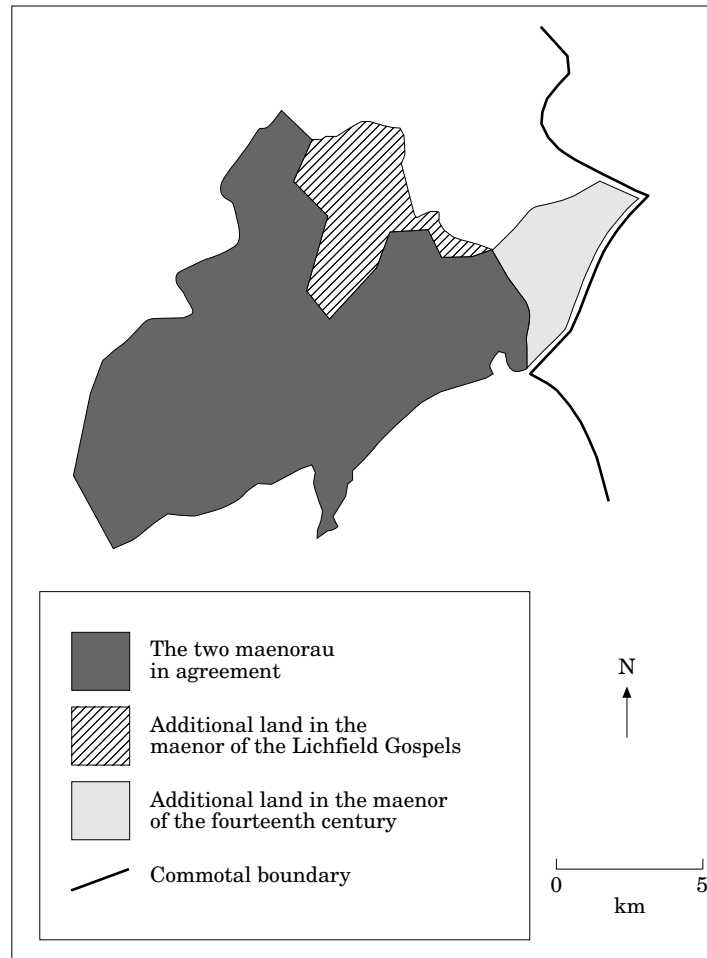 The two maenorau
in agreement
Additional land in the
maenor of the Lichfield Gospels
Additional land in the maenor
of the fourteenth century
Commotal boundary
N
0 5
km